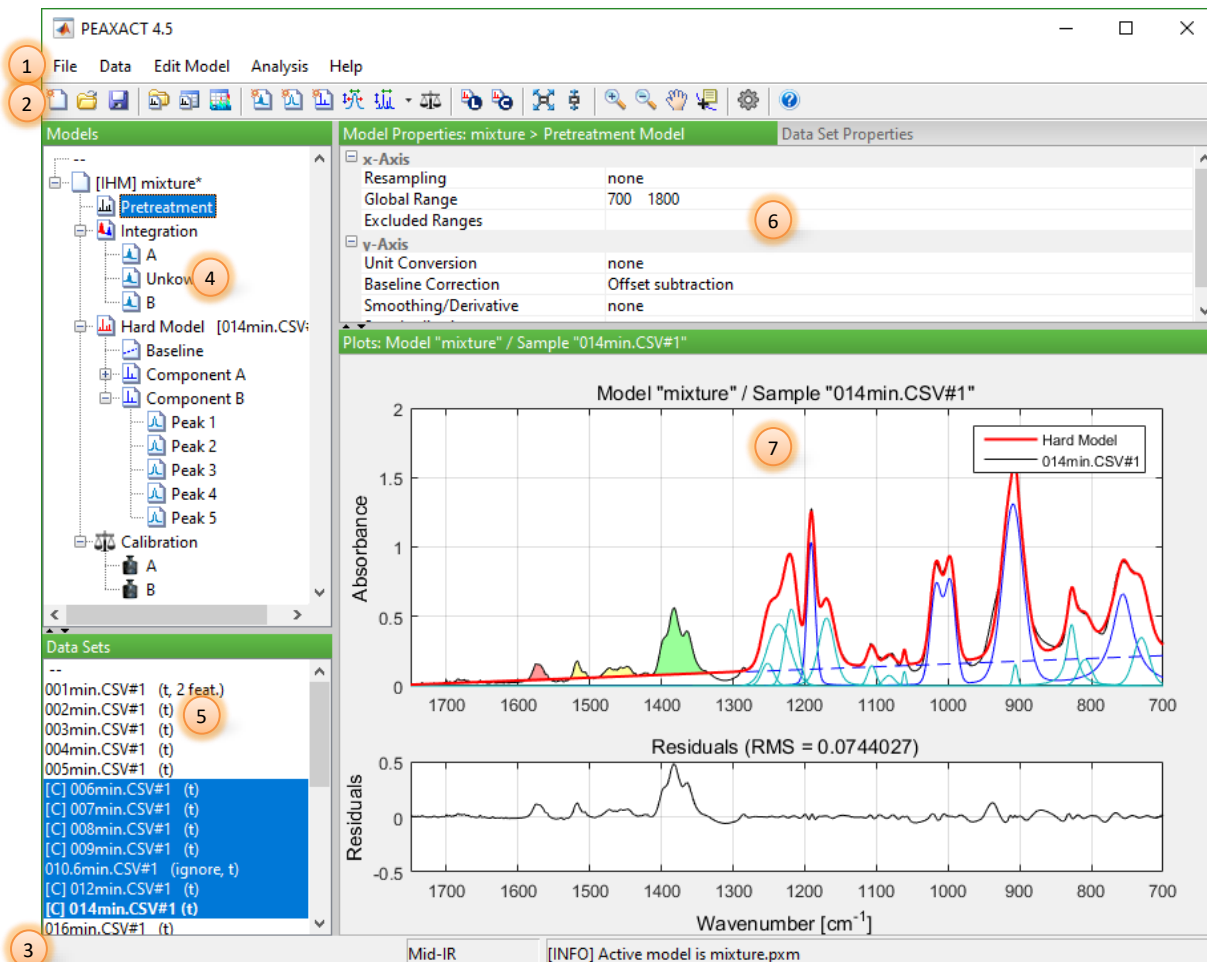 PEAXACT 4.5
1 File Data Edit Model Analysis Help
2
Models
--
[IHM] mixture*
Pretreatment
Integration
A
Unkow
4
B
Hard Model [014min.CSV#
Baseline
Component A
Component B
Peak 1
Peak 2
Peak 3
Peak 4
Peak 5
Calibration
A
B
Data Sets
--
001min.CSV#1 (t, 2 feat.)
002min.CSV#1 (t)
5
003min.CSV#1 (t)
004min.CSV#1 (t)
005min.CSV#1 (t)
[C] 006min.CSV#1 (t)
[C] 007min.CSV#1 (t)
[C] 008min.CSV#1 (t)
[C] 009min.CSV#1 (t)
010.6min.CSV#1 (ignore, t)
[C] 012min.CSV#1 (t)
[C] 014min.CSV#1 (t)
016min.CSV#1 (t)
Model Properties: mixture > Pretreatment Model Data Set Properties
x-Axis
Resampling none
Global Range 700 1800
Excluded Ranges
6
y-Axis
Unit Conversion none
Baseline Correction Offset subtraction
Smoothing/Derivative none
Plots: Model "mixture" / Sample "014min.CSV#1"
Model "mixture" / Sample "014min.CSV#1"
7
Hard Model
014min.CSV#1
Absorbance
2
1.5
1
0.5
0
1700 1600 1500 1400 1300 1200 1100 1000 900 800 700
Residuals (RMS = 0.0744027)
Residuals
0.5
0
-0.5
1700 1600 1500 1400 1300 1200 1100 1000 900 800 700
Wavenumber [cm-1]
3
Mid-IR [INFO] Active model is mixture.pxm